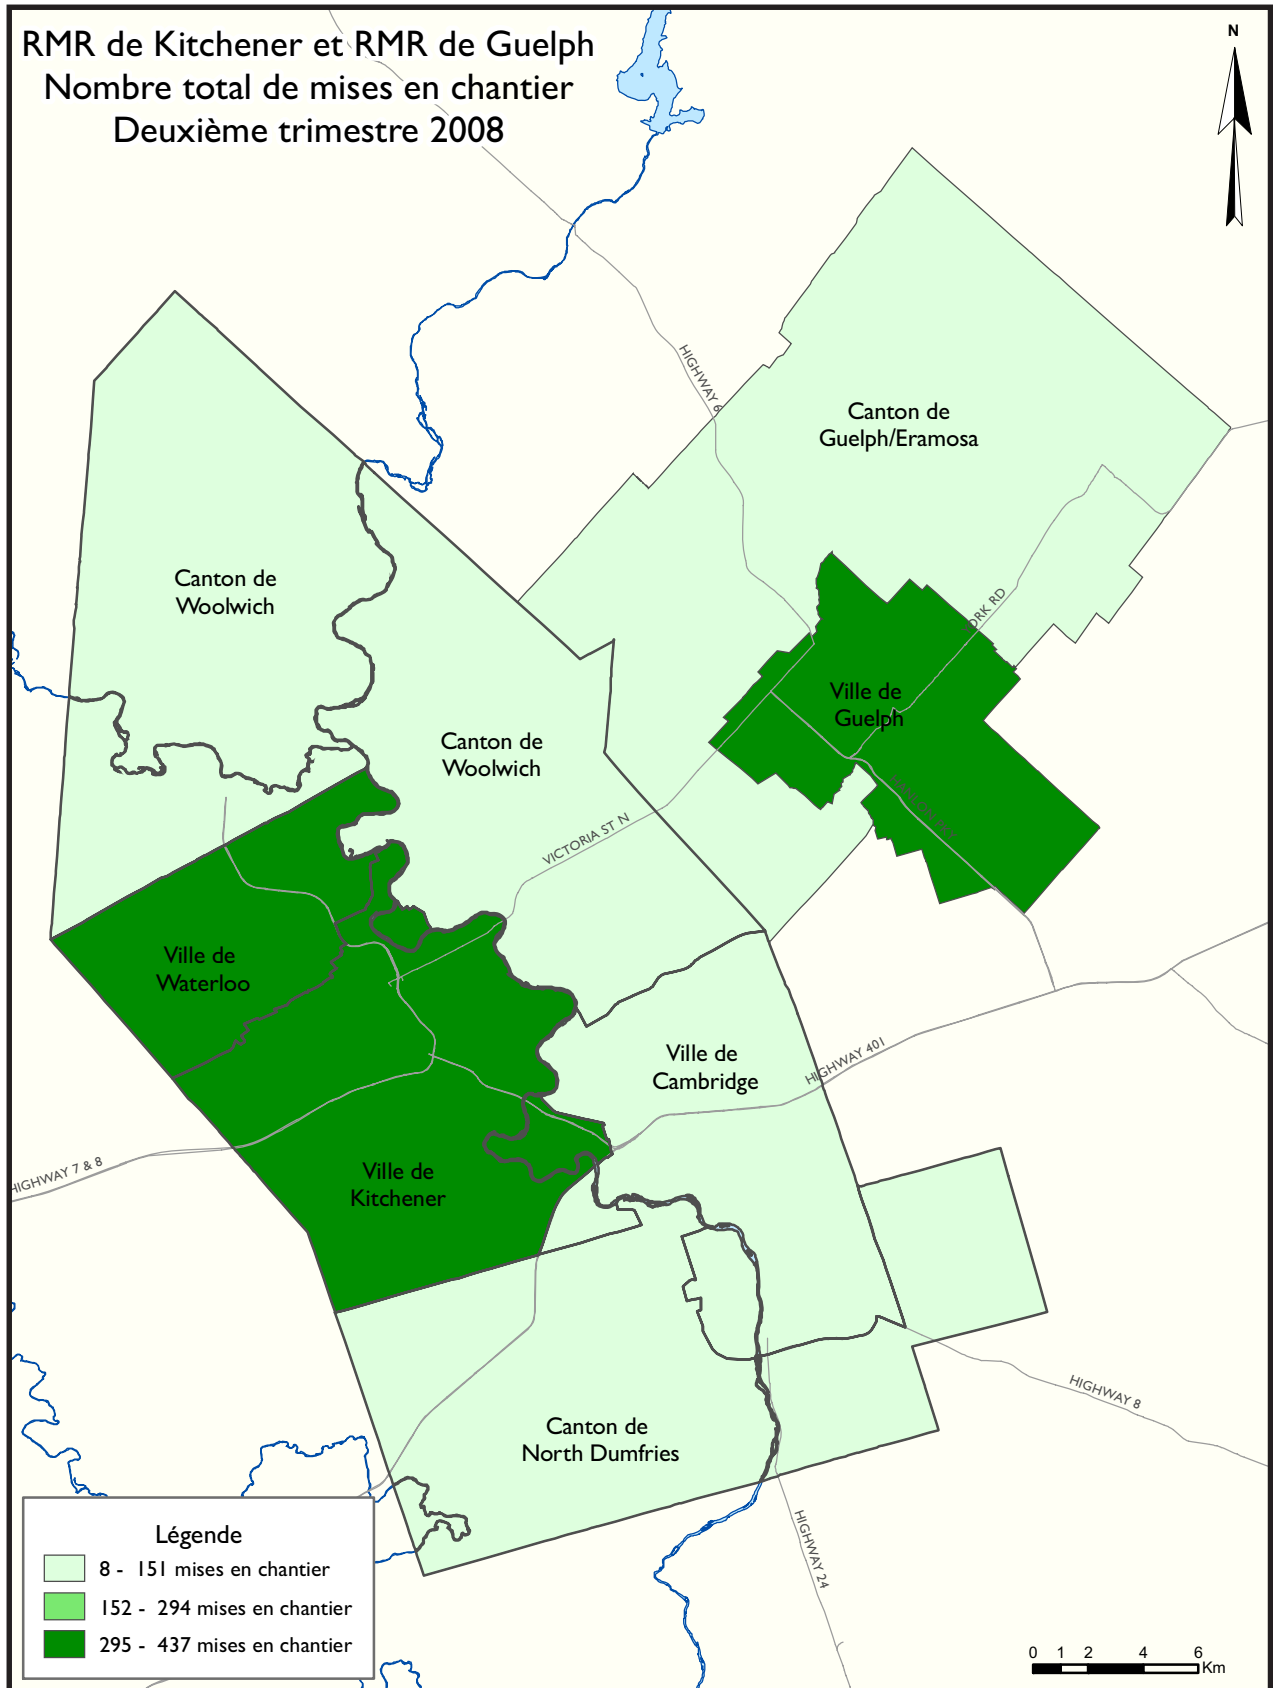 RMR de Kitchener et RMR de Guelph
Nombre total de mises en chantier
Deuxième trimestre 2008
N
HIGHWAY 6
Canton de
Guelph/Eramosa
Canton de
Woolwich
ORK RD
Ville de
Guelph
Canton de
Woolwich
VICTORIA ST N
Ville de
Waterloo
Ville de
Cambridge
HIGHWAY 401
HIGHWAY 7 & 8
Ville de
Kitchener
HIGHWAY 8
Canton de
North Dumfries
HIGHWAY 24
Légende
8 - 151 mises en chantier
152 - 294 mises en chantier
295 - 437 mises en chantier
0 1 2 4 6
Km